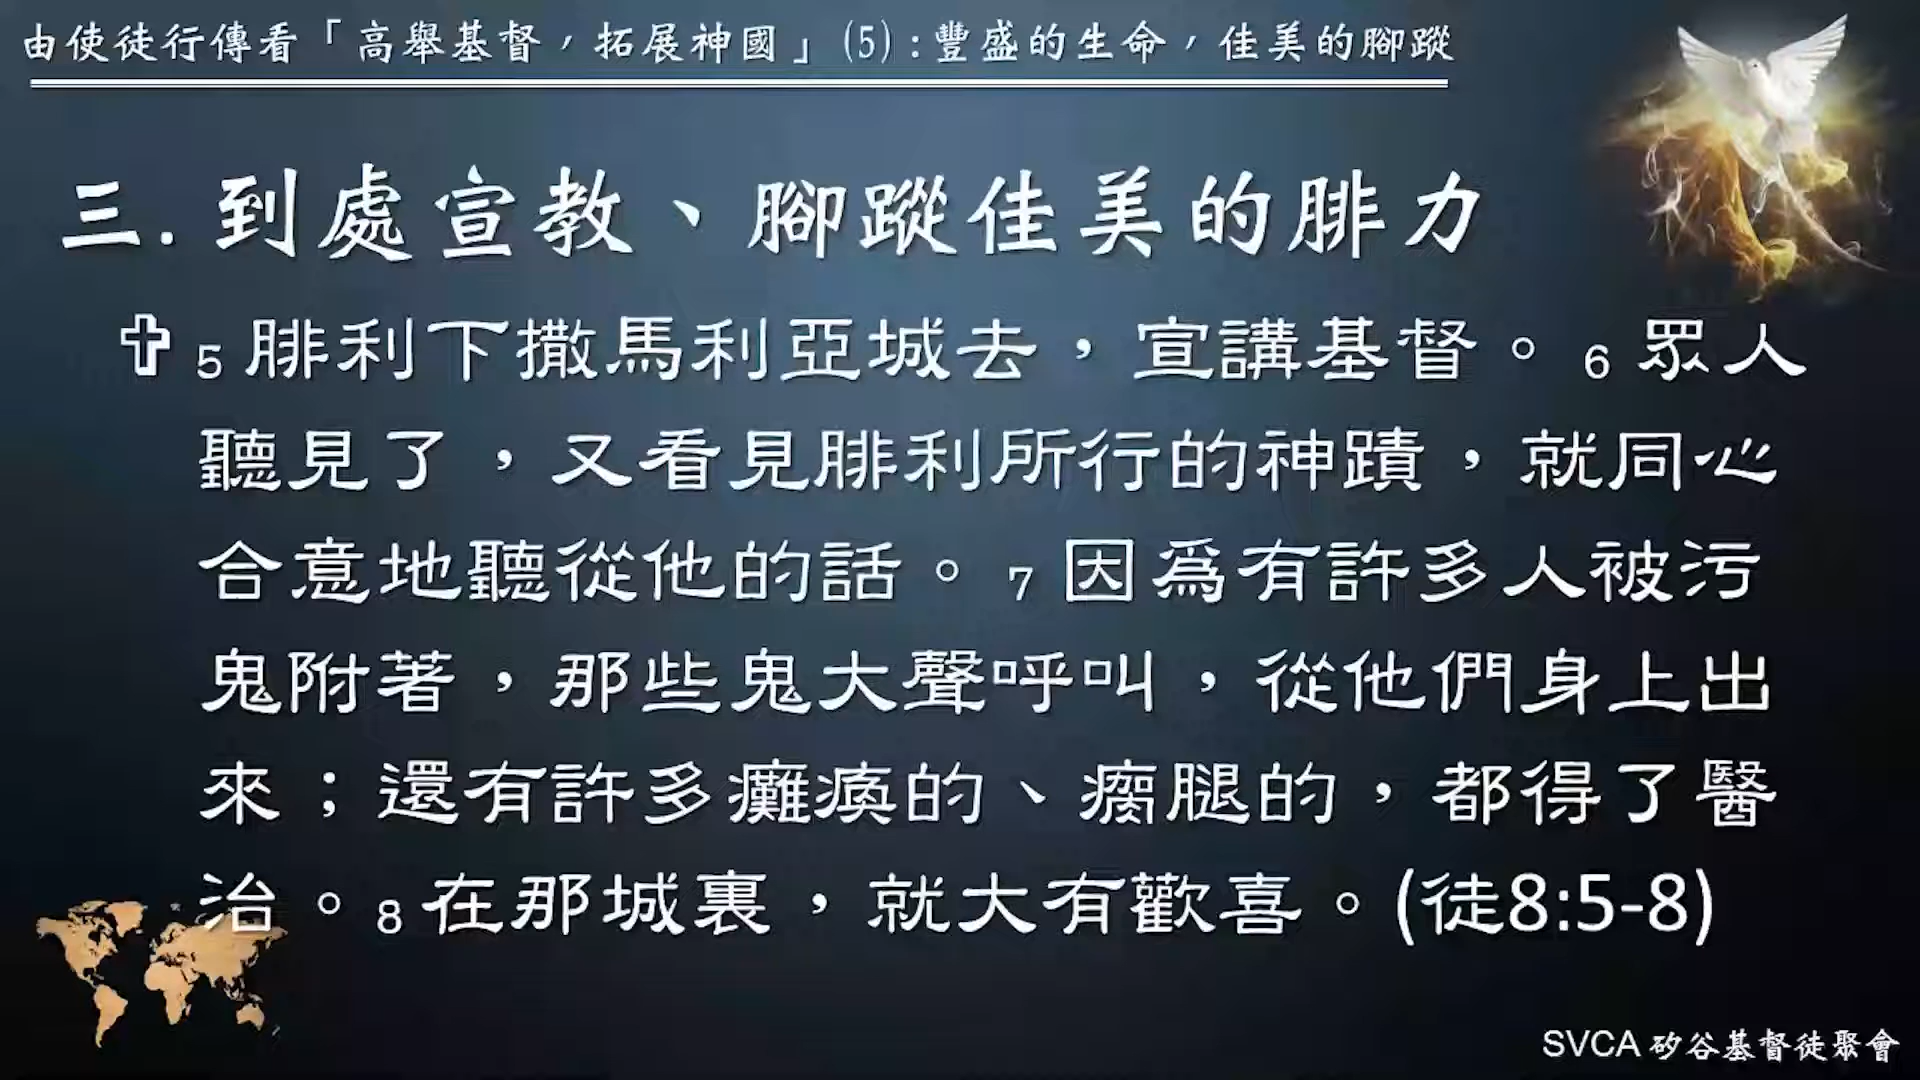 由使徒行傳看「高舉基督，拓展神國」(5):豐盛的生命，佳美的腳蹤
三.到處宣教、腳蹤佳美的腓力
✞ 5 腓利下撒馬利亞城去，宣講基督。 6 眾人
聽見了，又看見腓利所行的神蹟，就同心
合意地聽從他的話。 7 因爲有許多人被污
鬼附著，那些鬼大聲呼叫，從他們身上出
來；還有許多癱瘓的、瘸腿的，都得了醫
治。8 在那城裏，就大有歡喜。(徒8:5-8)
SVCA 矽谷基督徒聚會